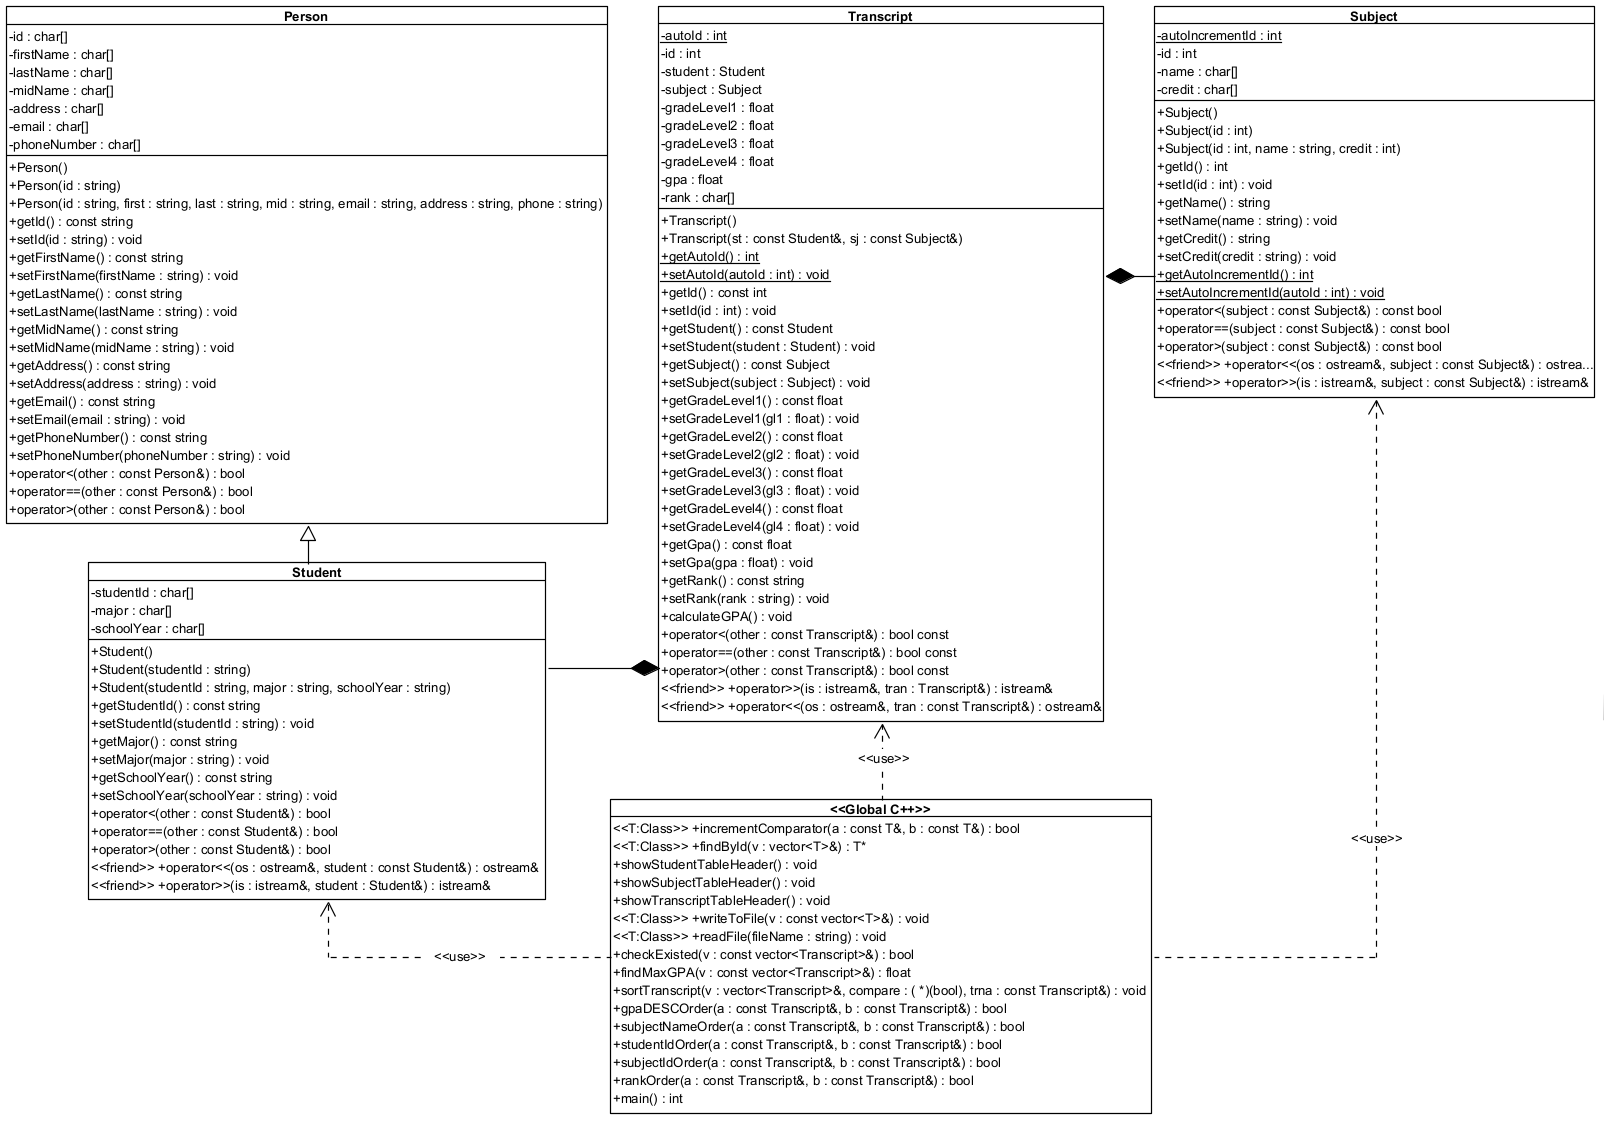 Person
-id : char[]
-firstName : char[]
-lastName : char[]
-midName : char[]
-address : char[]
-email : char[]
-phoneNumber : char[]
+Person()
+Person(id : string)
+Person(id : string, first : string, last : string, mid : string, email : string, address : string, phone : string)
+getId() : const string
+setId(id : string) : void
+getFirstName() : const string
+setFirstName(firstName : string) : void
+getLastName() : const string
+setLastName(lastName : string) : void
+getMidName() : const string
+setMidName(midName : string) : void
+getAddress() : const string
+setAddress(address : string) : void
+getEmail() : const string
+setEmail(email : string) : void
+getPhoneNumber() : const string
+setPhoneNumber(phoneNumber : string) : void
+operator<(other : const Person&) : bool
+operator==(other : const Person&) : bool
+operator>(other : const Person&) : bool
Student
-studentId : char[]
-major : char[]
-schoolYear : char[]
+Student()
+Student(studentId : string)
+Student(studentId : string, major : string, schoolYear : string)
+getStudentId() : const string
+setStudentId(studentId : string) : void
+getMajor() : const string
+setMajor(major : string) : void
+getSchoolYear() : const string
+setSchoolYear(schoolYear : string) : void
+operator<(other : const Student&) : bool
+operator==(other : const Student&) : bool
+operator>(other : const Student&) : bool
<<friend>> +operator<<(os : ostream&, student : const Student&) : ostream&
<<friend>> +operator>>(is : istream&, student : Student&) : istream&
Transcript
-autoId : int
-id : int
-student : Student
-subject : Subject
-gradeLevel1 : float
-gradeLevel2 : float
-gradeLevel3 : float
-gradeLevel4 : float
-gpa : float
-rank : char[]
+Transcript()
+Transcript(st : const Student&, sj : const Subject&)
+getAutoId() : int
+setAutoId(autoId : int) : void
+getId() : const int
+setId(id : int) : void
+getStudent() : const Student
+setStudent(student : Student) : void
+getSubject() : const Subject
+setSubject(subject : Subject) : void
+getGradeLevel1() : const float
+setGradeLevel1(gl1 : float) : void
+getGradeLevel2() : const float
+setGradeLevel2(gl2 : float) : void
+getGradeLevel3() : const float
+setGradeLevel3(gl3 : float) : void
+getGradeLevel4() : const float
+setGradeLevel4(gl4 : float) : void
+getGpa() : const float
+setGpa(gpa : float) : void
+getRank() : const string
+setRank(rank : string) : void
+calculateGPA() : void
+operator<(other : const Transcript&) : bool const
+operator==(other : const Transcript&) : bool const
+operator>(other : const Transcript&) : bool const
<<friend>> +operator>>(is : istream&, tran : Transcript&) : istream&
<<friend>> +operator<<(os : ostream&, tran : const Transcript&) : ostream&
Subject
-autoIncrementId : int
-id : int
-name : char[]
-credit : char[]
+Subject()
+Subject(id : int)
+Subject(id : int, name : string, credit : int)
+getId() : int
+setId(id : int) : void
+getName() : string
+setName(name : string) : void
+getCredit() : string
+setCredit(credit : string) : void
+getAutoIncrementId() : int
+setAutoIncrementId(autoId : int) : void
+operator<(subject : const Subject&) : const bool
+operator==(subject : const Subject&) : const bool
+operator>(subject : const Subject&) : const bool
<<friend>> +operator<<(os : ostream&, subject : const Subject&) : ostrea...
<<friend>> +operator>>(is : istream&, subject : const Subject&) : istream&
<<use>>
<<use>>
<<use>>
<<Global C++>>
<<T:Class>> +incrementComparator(a : const T&, b : const T&) : bool
<<T:Class>> +findById(v : vector<T>&) : T*
+showStudentTableHeader() : void
+showSubjectTableHeader() : void
+showTranscriptTableHeader() : void
<<T:Class>> +writeToFile(v : const vector<T>&) : void
<<T:Class>> +readFile(fileName : string) : void
+checkExisted(v : const vector<Transcript>&) : bool
+findMaxGPA(v : const vector<Transcript>&) : float
+sortTranscript(v : vector<Transcript>&, compare : ( *)(bool), trna : const Transcript&) : void
+gpaDESCOrder(a : const Transcript&, b : const Transcript&) : bool
+subjectNameOrder(a : const Transcript&, b : const Transcript&) : bool
+studentIdOrder(a : const Transcript&, b : const Transcript&) : bool
+subjectIdOrder(a : const Transcript&, b : const Transcript&) : bool
+rankOrder(a : const Transcript&, b : const Transcript&) : bool
+main() : int